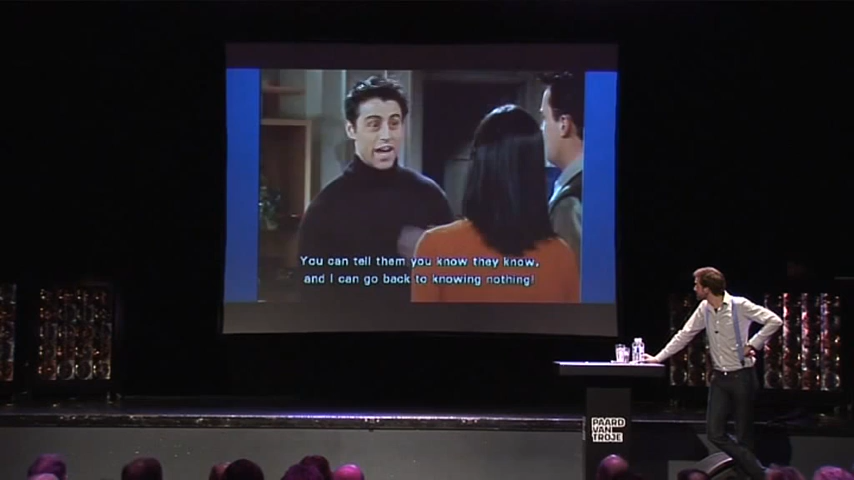 You can tell them you know they know,
and I can go back to knowing nothing!
PAARD
VAN
TROJE